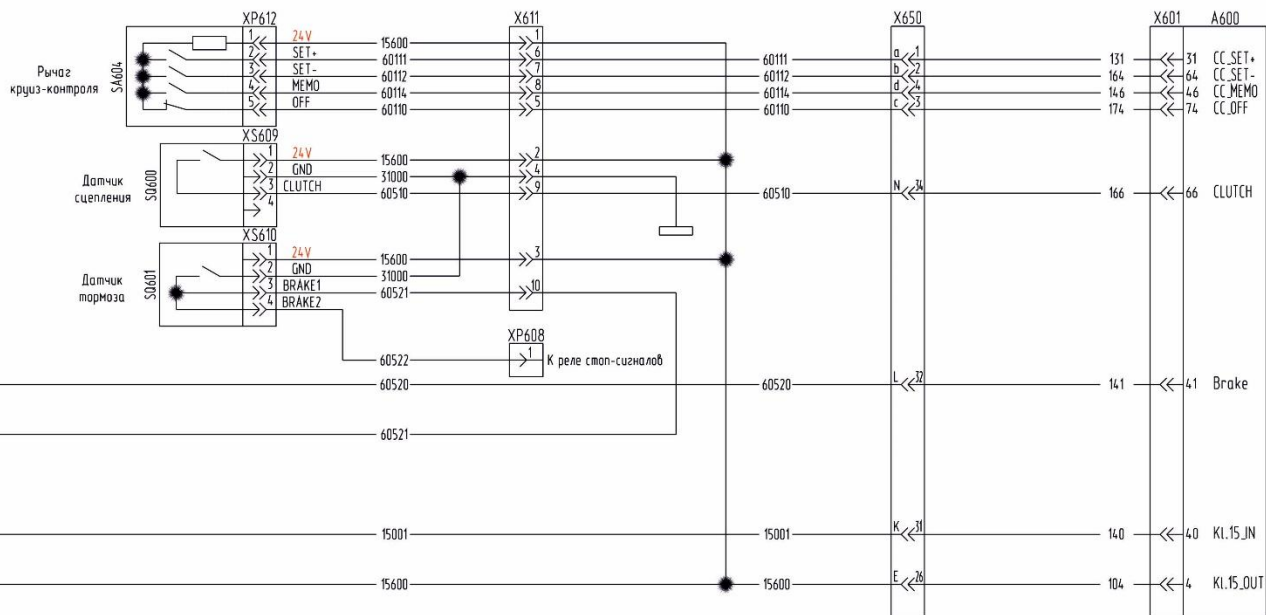 XP612 X611 X650 X601 A600
1 24V 15600 1
2 SET+ 60111 6 60111 a 1 131 31 CC_SET+
3 SET- 60112 7 60112 b 2 164 64 CC_SET-
4 MEMO 60114 8 60114 d 4 146 46 CC_MEMO
5 OFF 60110 5 60110 c 3 174 74 CC_OFF
Рычаг
круиз-контроля
SA604
XS609
1 24V 15600 2
2 GND 31000 4
3 CLUTCH 60510 9 60510 N 34 166 66 CLUTCH
4
Датчик
сцепления
SQ600
XS610
1 24V 15600 3
2 GND 31000
3 BRAKE1 60521 10
4 BRAKE2
Датчик
тормоза
SQ601
XP608
60522 1 К реле стоп-сигналов
60520 60520 L 32 141 41 Brake
60521
15001 15001 K 31 140 40 Kl.15_IN
15600 15600 E 26 104 4 Kl.15_OUT